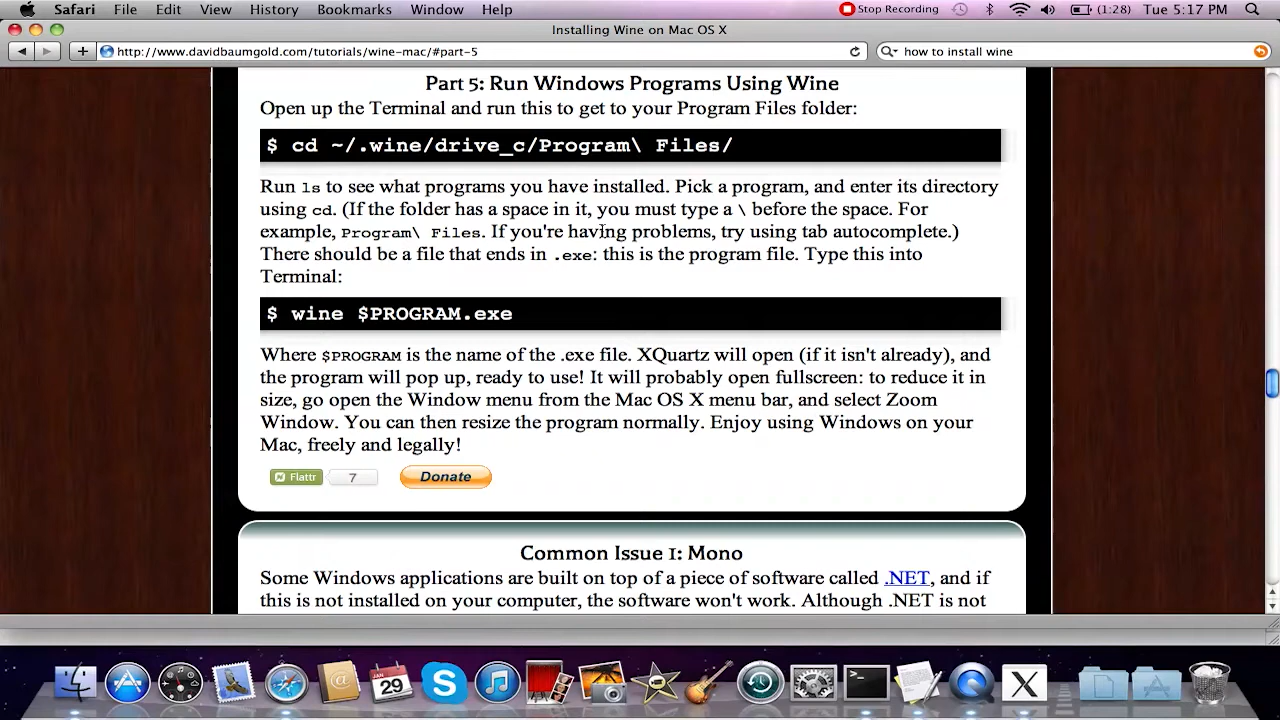 Safari File Edit View History Bookmarks Window Help Stop Recording (1:28) Tue 5:17 PM
Installing Wine on Mac OS X
http://www.davidbaumgold.com/tutorials/wine-mac/#part-5 how to install wine
Part 5: Run Windows Programs Using Wine
Open up the Terminal and run this to get to your Program Files folder:
$ cd ~/.wine/drive_c/Program\ Files/
Run ls to see what programs you have installed. Pick a program, and enter its directory
using cd. (If the folder has a space in it, you must type a \ before the space. For
example, Program\ Files. If you're having problems, try using tab autocomplete.)
There should be a file that ends in .exe: this is the program file. Type this into
Terminal:
$ wine $PROGRAM.exe
Where $PROGRAM is the name of the .exe file. XQuartz will open (if it isn't already), and
the program will pop up, ready to use! It will probably open fullscreen: to reduce it in
size, go open the Window menu from the Mac OS X menu bar, and select Zoom
Window. You can then resize the program normally. Enjoy using Windows on your
Mac, freely and legally!
Flattr 7 Donate
Common Issue 1: Mono
Some Windows applications are built on top of a piece of software called .NET, and if
this is not installed on your computer, the software won't work. Although .NET is not
29